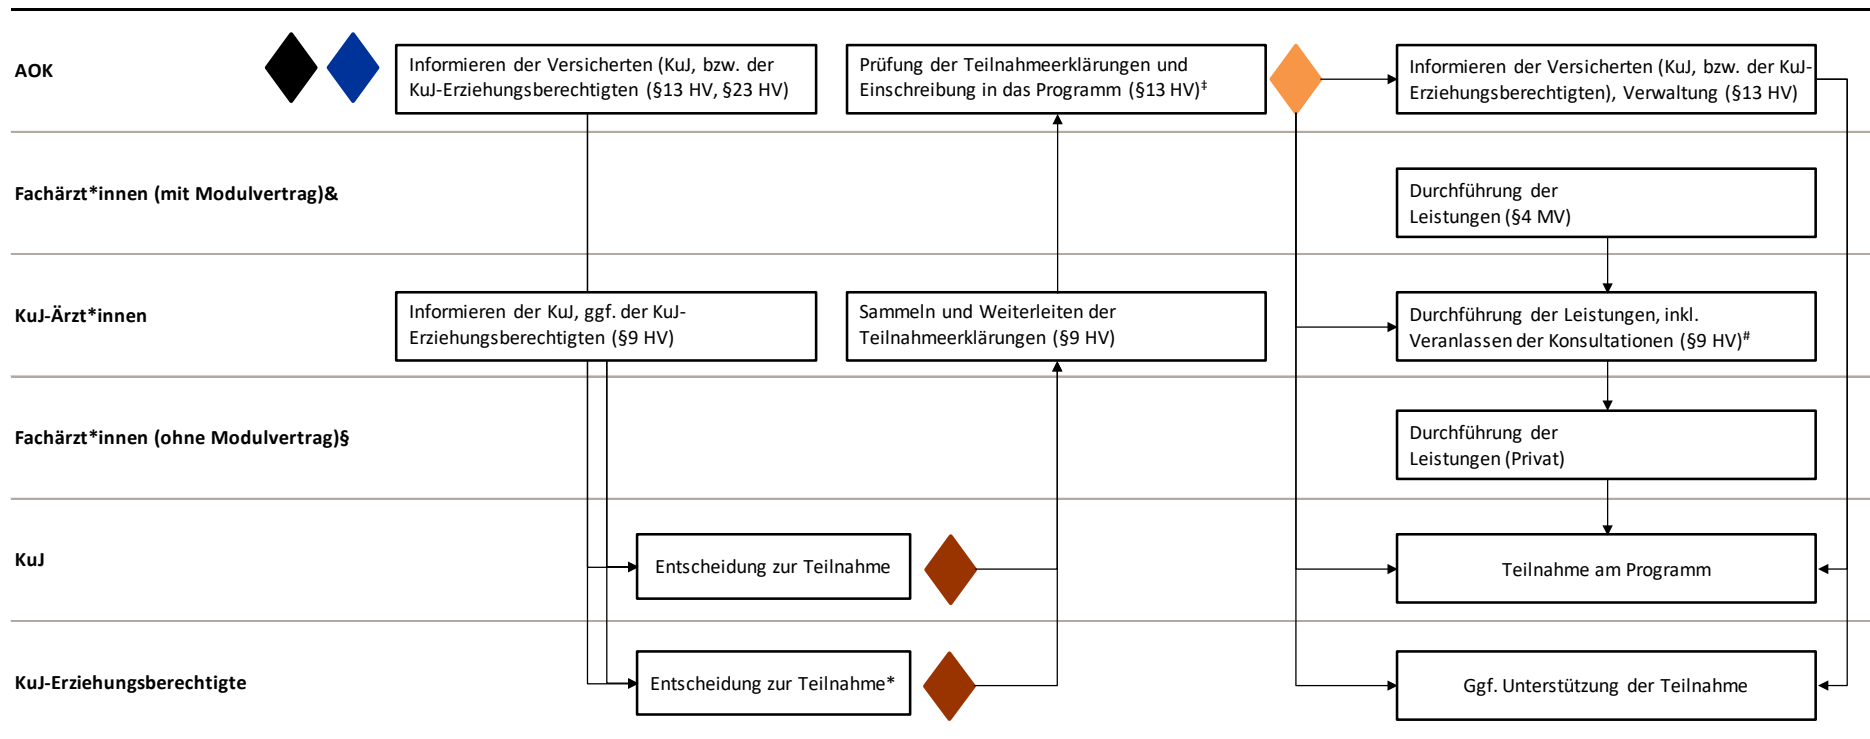 AOK
Informieren der Versicherten (KuJ, bzw. der
KuJ-Erziehungsberechtigten (§13 HV, §23 HV)
Prüfung der Teilnahmeerklärungen und
Einschreibung in das Programm (§13 HV)‡
Informieren der Versicherten (KuJ, bzw. der KuJ-
Erziehungsberechtigten), Verwaltung (§13 HV)
Fachärzt*innen (mit Modulvertrag)&
Durchführung der
Leistungen (§4 MV)
KuJ-Ärzt*innen
Informieren der KuJ, ggf. der KuJ-
Erziehungsberechtigten (§9 HV)
Sammeln und Weiterleiten der
Teilnahmeerklärungen (§9 HV)
Durchführung der Leistungen, inkl.
Veranlassen der Konsultationen (§9 HV)#
Fachärzt*innen (ohne Modulvertrag)§
Durchführung der
Leistungen (Privat)
KuJ
Entscheidung zur Teilnahme
Teilnahme am Programm
KuJ-Erziehungsberechtigte
Entscheidung zur Teilnahme*
Ggf. Unterstützung der Teilnahme